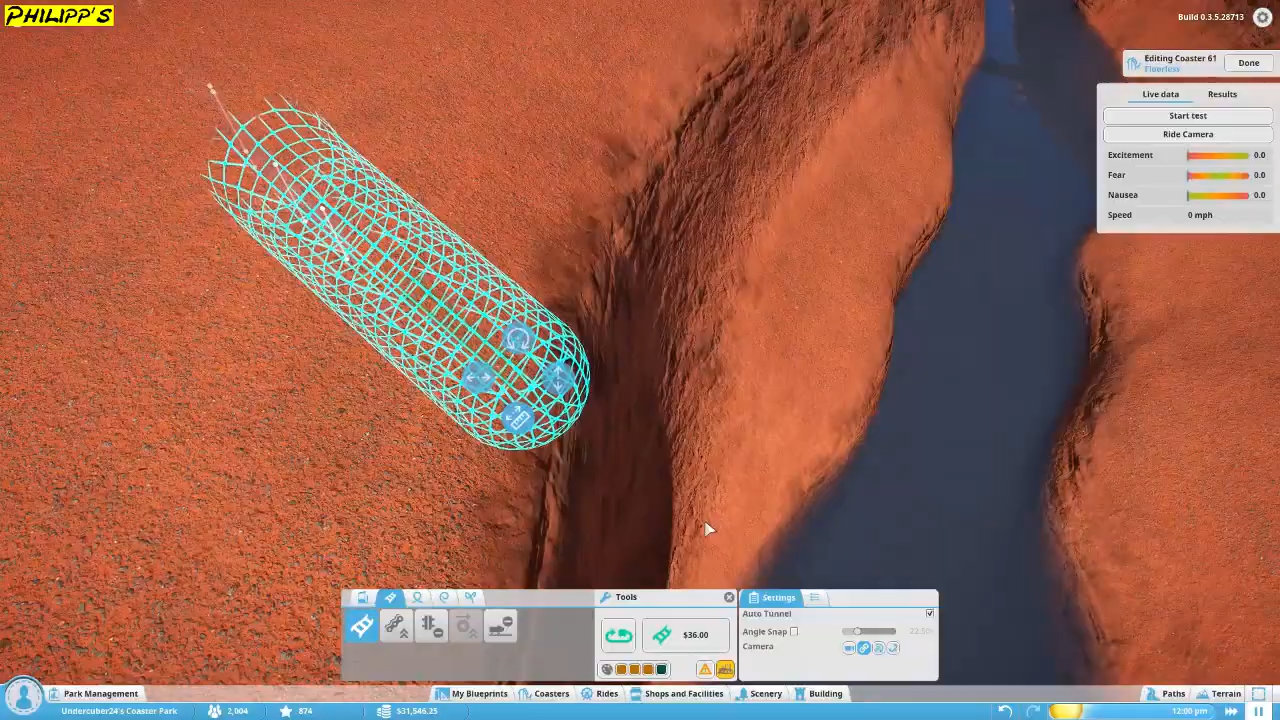 PHILIPP'S
Build 0.3.5.28713
Editing Coaster 61
Floorless
Done
Live data
Results
Start test
Ride Camera
Excitement 0.0
Fear 0.0
Nausea 0.0
Speed 0 mph
Tools
Settings
Auto Tunnel
$36.00
Angle Snap
22.50°
Camera
Park Management
My Blueprints
Coasters
Rides
Shops and Facilities
Scenery
Building
Paths
Terrain
Undercuber24's Coaster Park
2,004
874
$31,546.25
12:00 pm